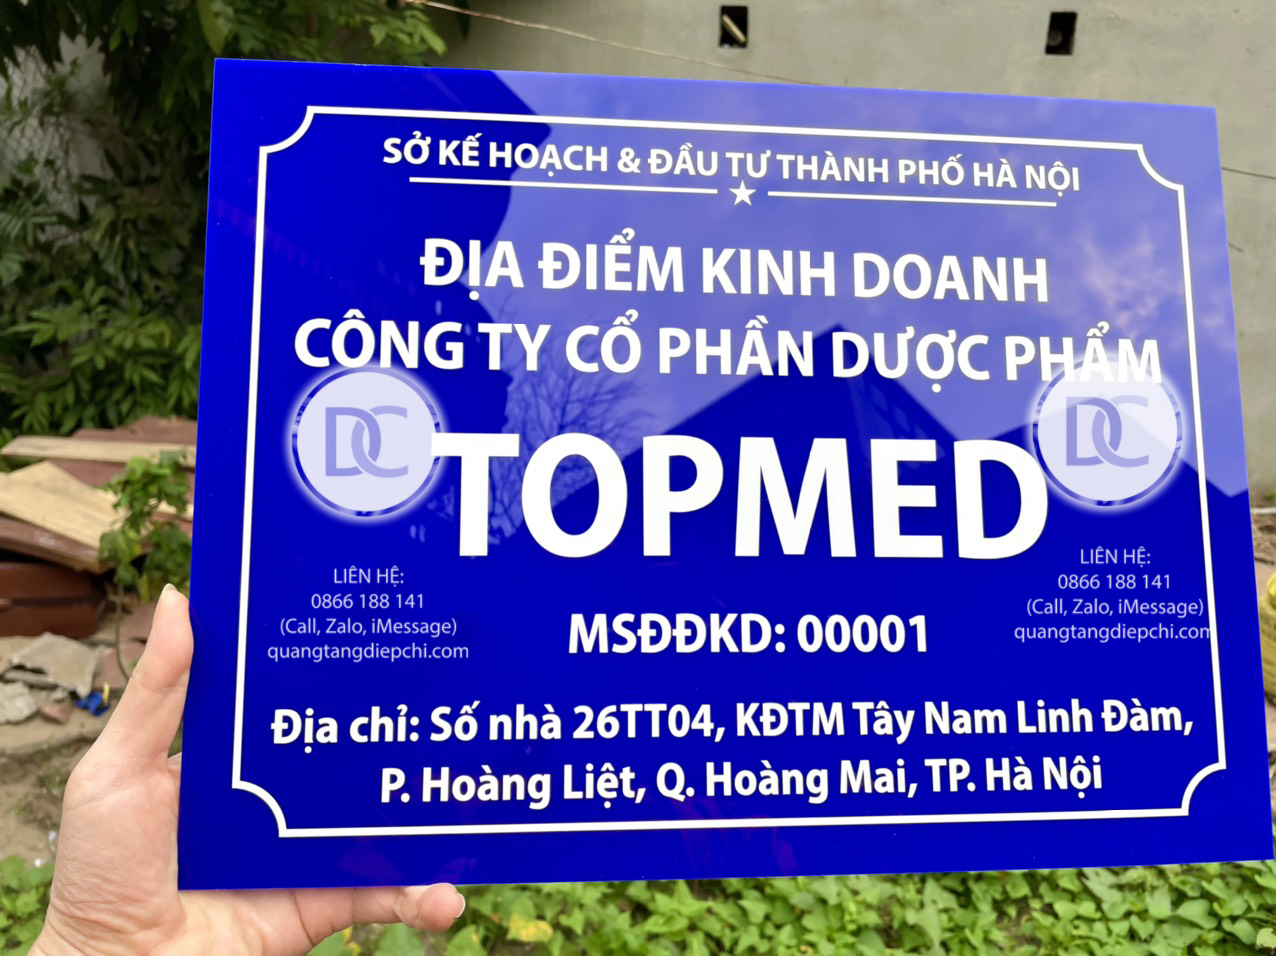 SỞ KẾ HOẠCH & ĐẦU TƯ THÀNH PHỐ HÀ NỘI
ĐỊA ĐIỂM KINH DOANH
CÔNG TY CỔ PHẦN DƯỢC PHẨM
DC
DC
TOPMED
LIÊN HỆ:
0866 188 141
(Call, Zalo, iMessage)
quangtangdiepchi.com
LIÊN HỆ:
0866 188 141
(Call, Zalo, iMessage)
quangtangdiepchi.com
MSĐĐKD: 00001
Địa chỉ: Số nhà 26TT04, KĐTM Tây Nam Linh Đàm,
P. Hoàng Liệt, Q. Hoàng Mai, TP. Hà Nội